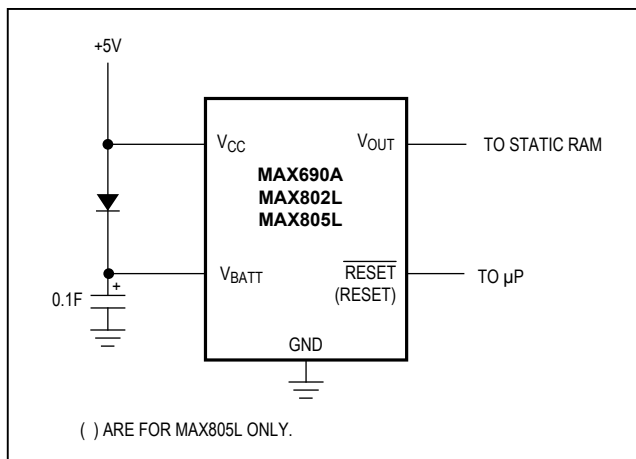 +5V
VCC
VOUT
TO STATIC RAM
MAX690A
MAX802L
MAX805L
VBATT
RESET
TO µP
(RESET)
+
0.1F
GND
( ) ARE FOR MAX805L ONLY.